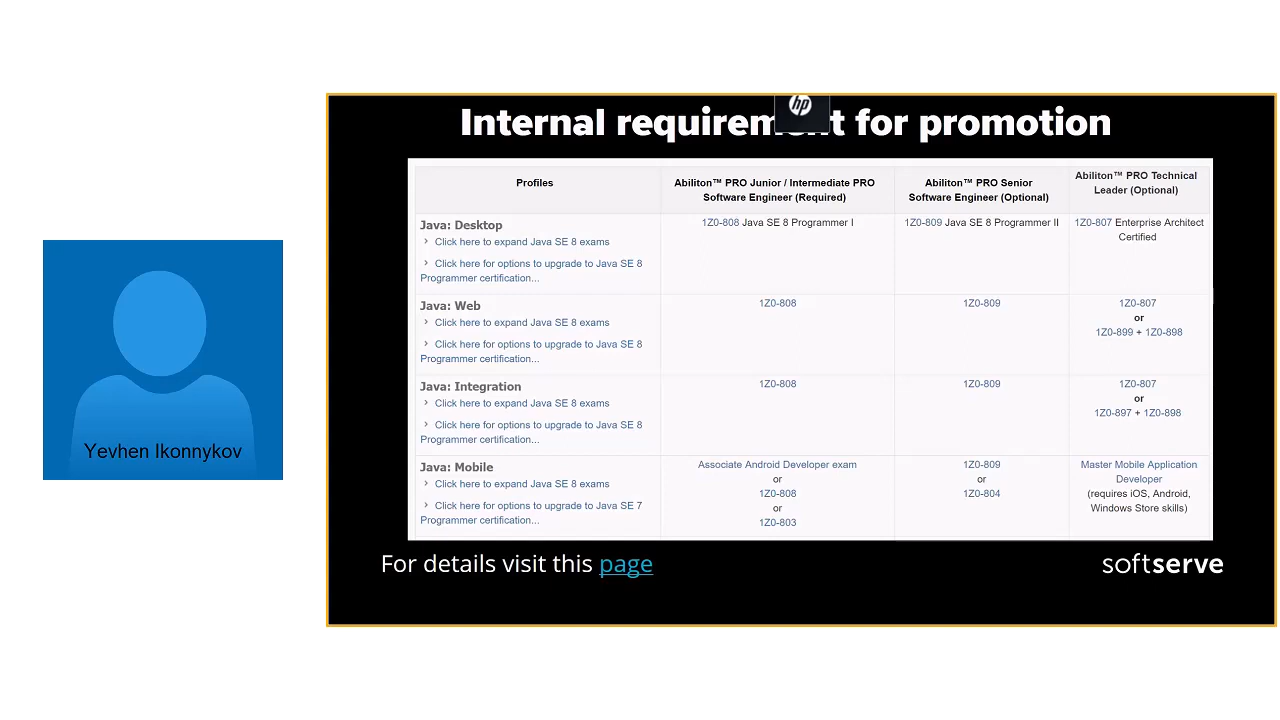 Internal requirement for promotion
Profiles
Abiliton™ PRO Junior / Intermediate PRO
Software Engineer (Required)
Abiliton™ PRO Senior
Software Engineer (Optional)
Abiliton™ PRO Technical
Leader (Optional)
Java: Desktop
› Click here to expand Java SE 8 exams
› Click here for options to upgrade to Java SE 8
Programmer certification...
1Z0-808 Java SE 8 Programmer I
1Z0-809 Java SE 8 Programmer II
1Z0-807 Enterprise Architect
Certified
Java: Web
› Click here to expand Java SE 8 exams
› Click here for options to upgrade to Java SE 8
Programmer certification...
1Z0-808
1Z0-809
1Z0-807
or
1Z0-899 + 1Z0-898
Java: Integration
› Click here to expand Java SE 8 exams
› Click here for options to upgrade to Java SE 8
Programmer certification...
1Z0-808
1Z0-809
1Z0-807
or
1Z0-897 + 1Z0-898
Java: Mobile
› Click here to expand Java SE 8 exams
› Click here for options to upgrade to Java SE 7
Programmer certification...
Associate Android Developer exam
or
1Z0-808
or
1Z0-803
1Z0-809
or
1Z0-804
Master Mobile Application
Developer
(requires iOS, Android,
Windows Store skills)
For details visit this page
softserve
hp
Yevhen Ikonnykov